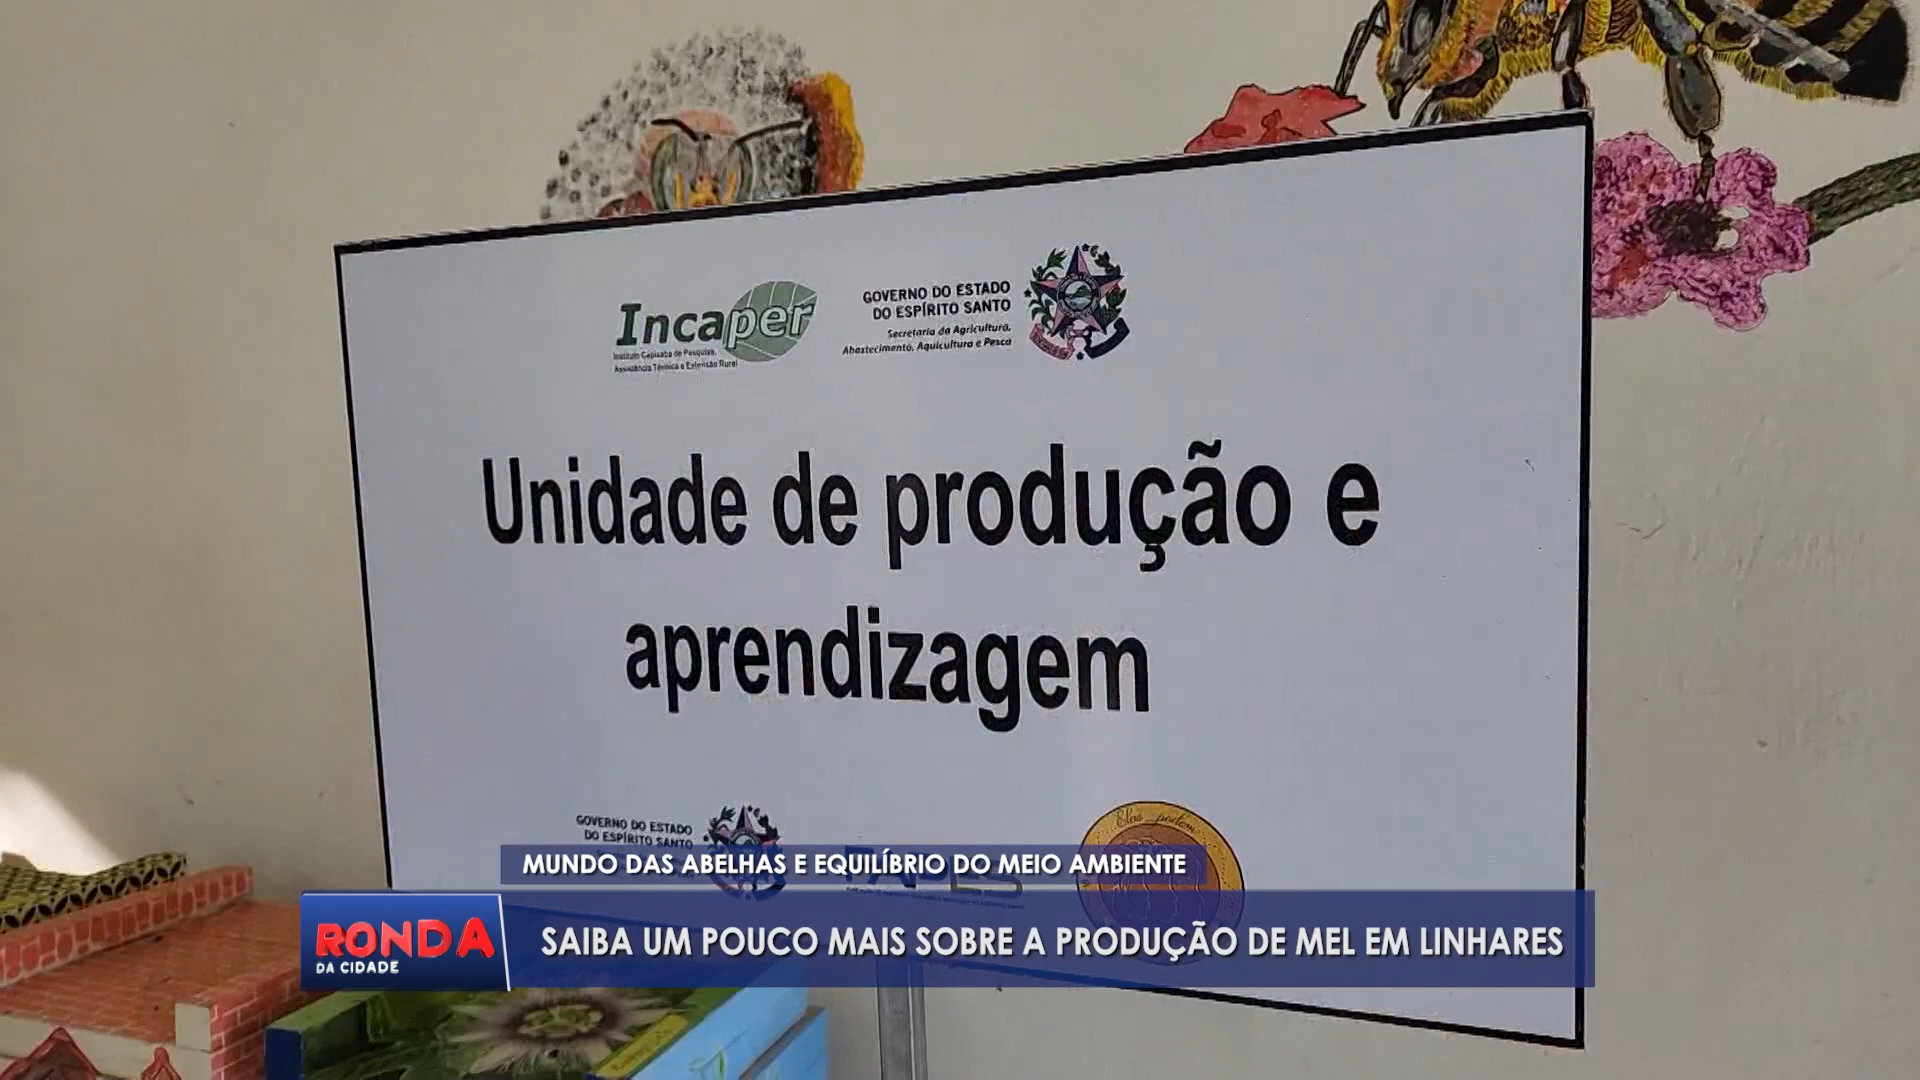 Incaper
Instituto Capixaba de Pesquisa,
Assistência Técnica e Extensão Rural
GOVERNO DO ESTADO
DO ESPÍRITO SANTO
Secretaria da Agricultura,
Abastecimento, Aquicultura e Pesca
Unidade de produção e
aprendizagem
GOVERNO DO ESTADO
DO ESPÍRITO SANTO
Elas podem
MUNDO DAS ABELHAS E EQUILÍBRIO DO MEIO AMBIENTE
RONDA
DA CIDADE
SAIBA UM POUCO MAIS SOBRE A PRODUÇÃO DE MEL EM LINHARES